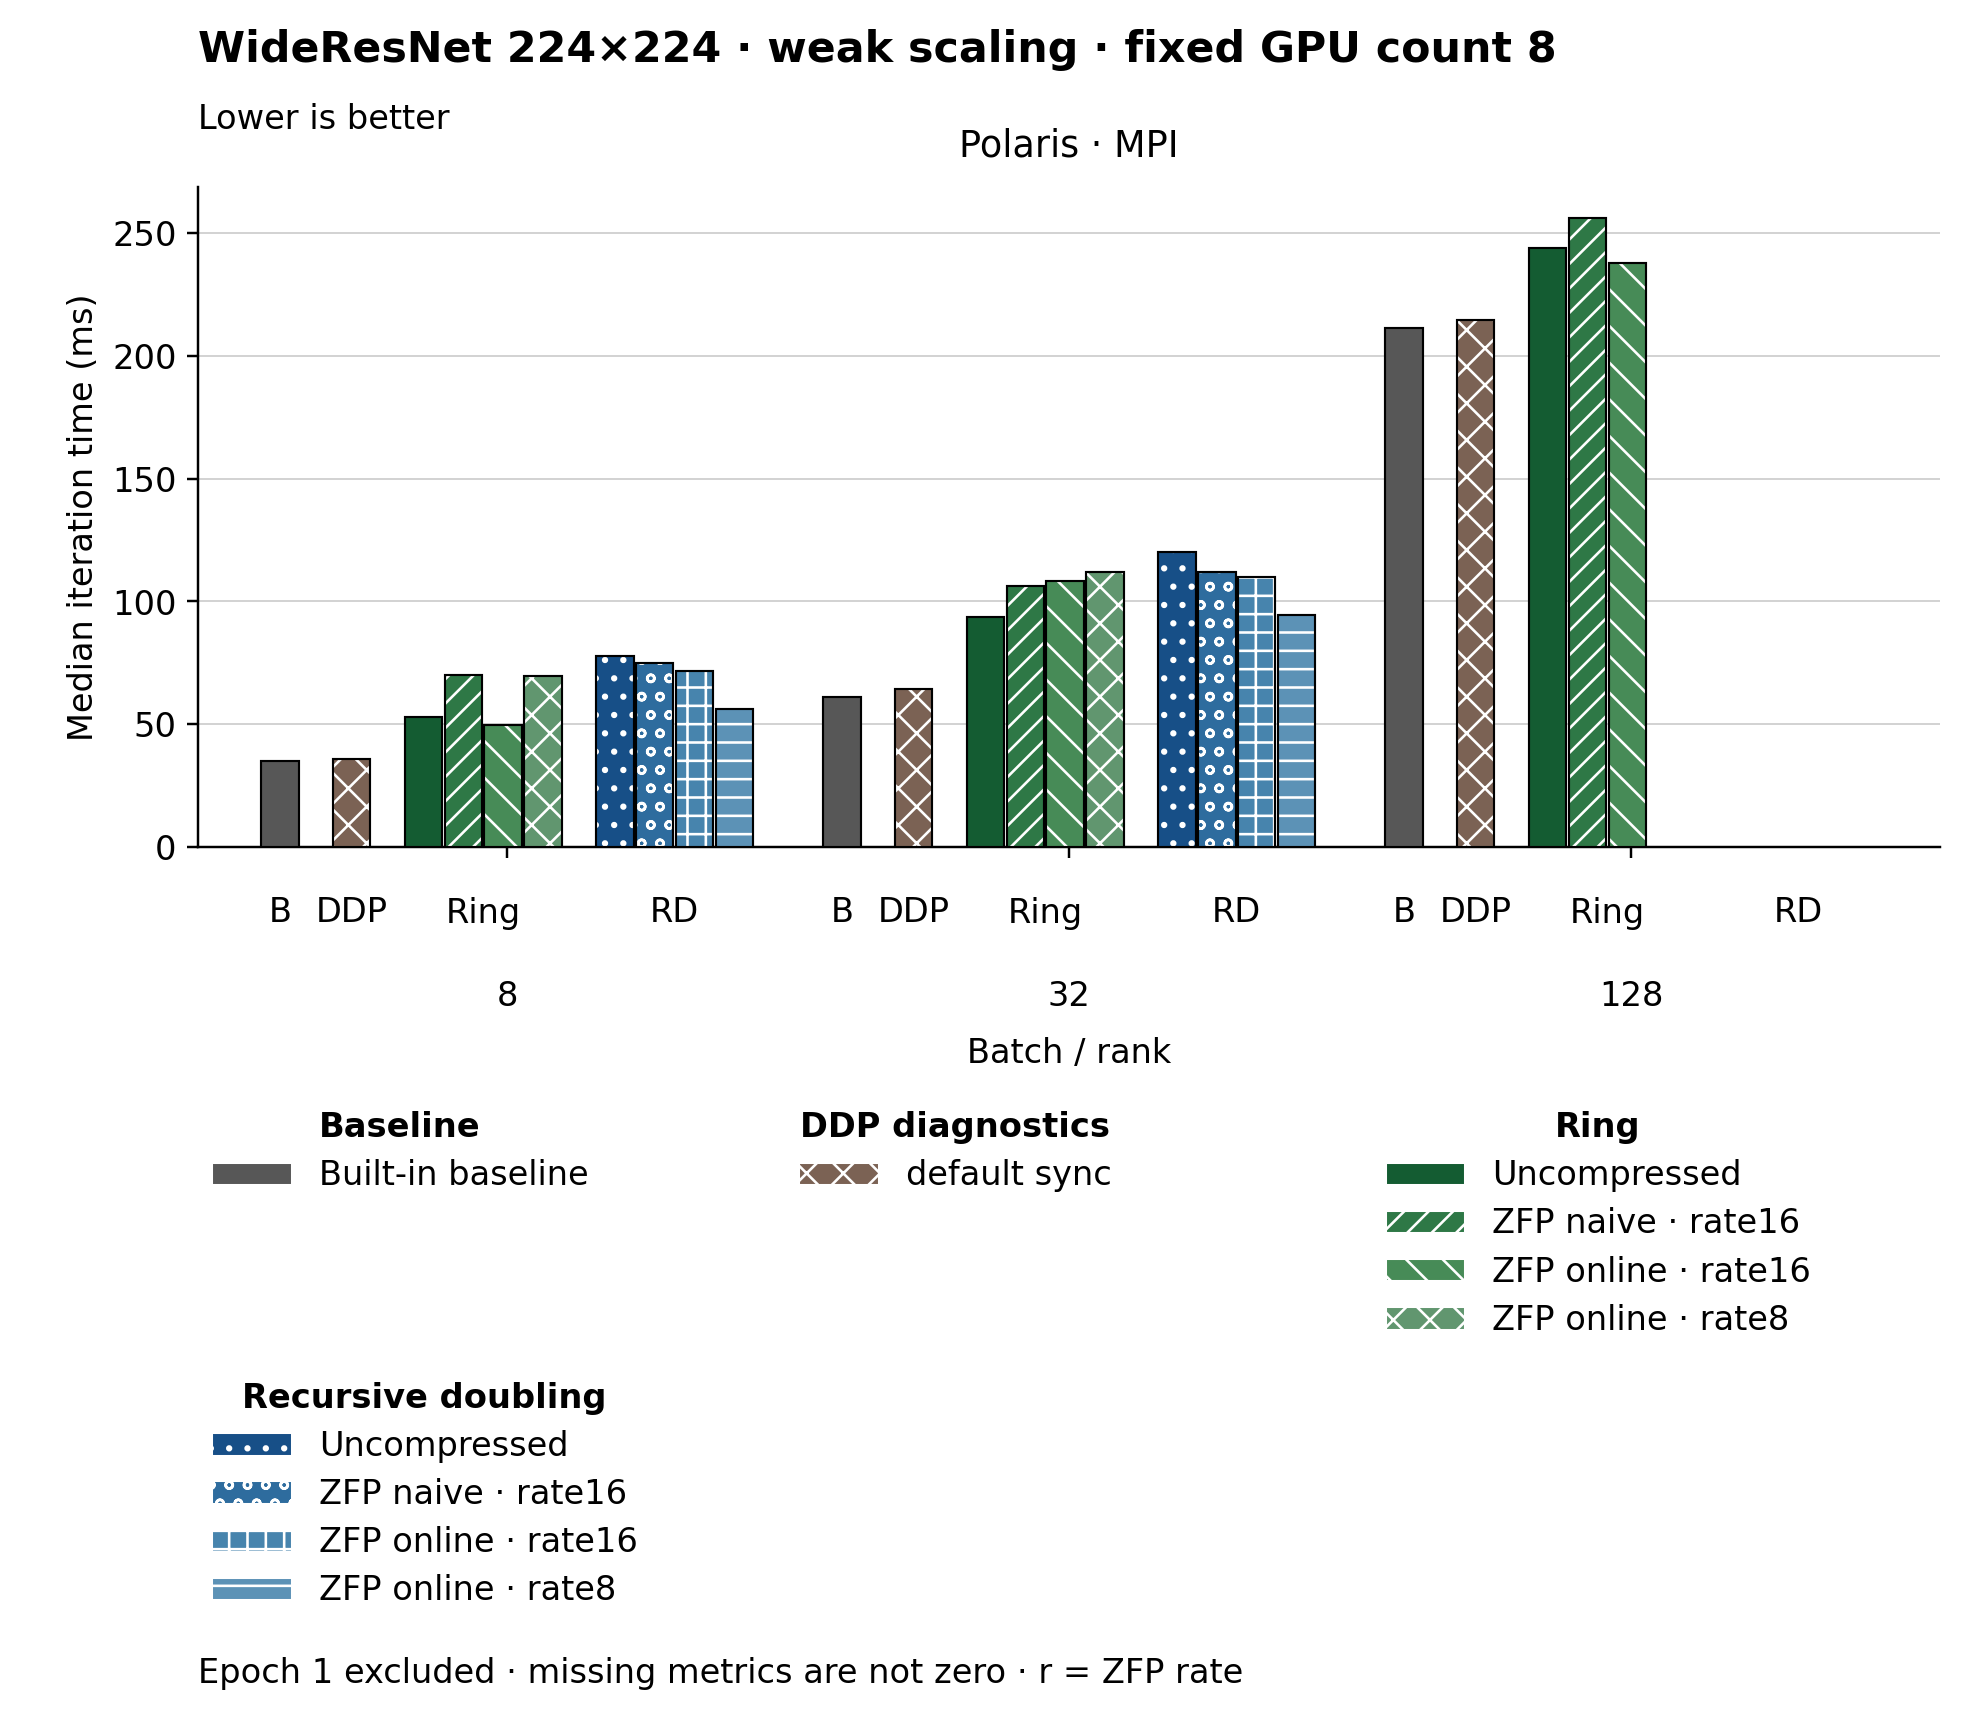 WideResNet 224×224 · weak scaling · fixed GPU count 8
Lower is better
Polaris · MPI
Median iteration time (ms)
250
200
150
100
50
0
B DDP Ring RD B DDP Ring RD B DDP Ring RD
8 32 128
Batch / rank
Baseline
Built-in baseline
DDP diagnostics
default sync
Ring
Uncompressed
ZFP naive · rate16
ZFP online · rate16
ZFP online · rate8
Recursive doubling
Uncompressed
ZFP naive · rate16
ZFP online · rate16
ZFP online · rate8
Epoch 1 excluded · missing metrics are not zero · r = ZFP rate